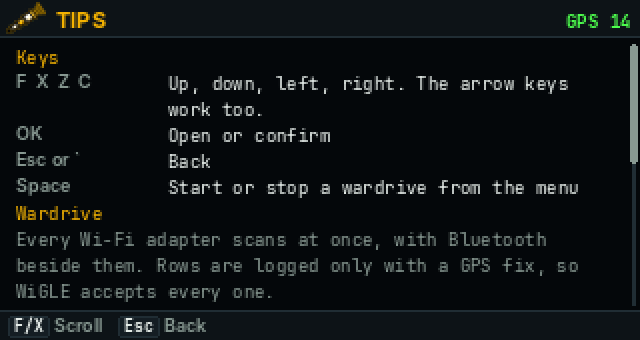 TIPS
GPS 14
Keys
F X Z C
Up, down, left, right. The arrow keys
work too.
OK
Open or confirm
Esc or `
Back
Space
Start or stop a wardrive from the menu
Wardrive
Every Wi-Fi adapter scans at once, with Bluetooth
beside them. Rows are logged only with a GPS fix, so
WiGLE accepts every one.
F/X Scroll Esc Back